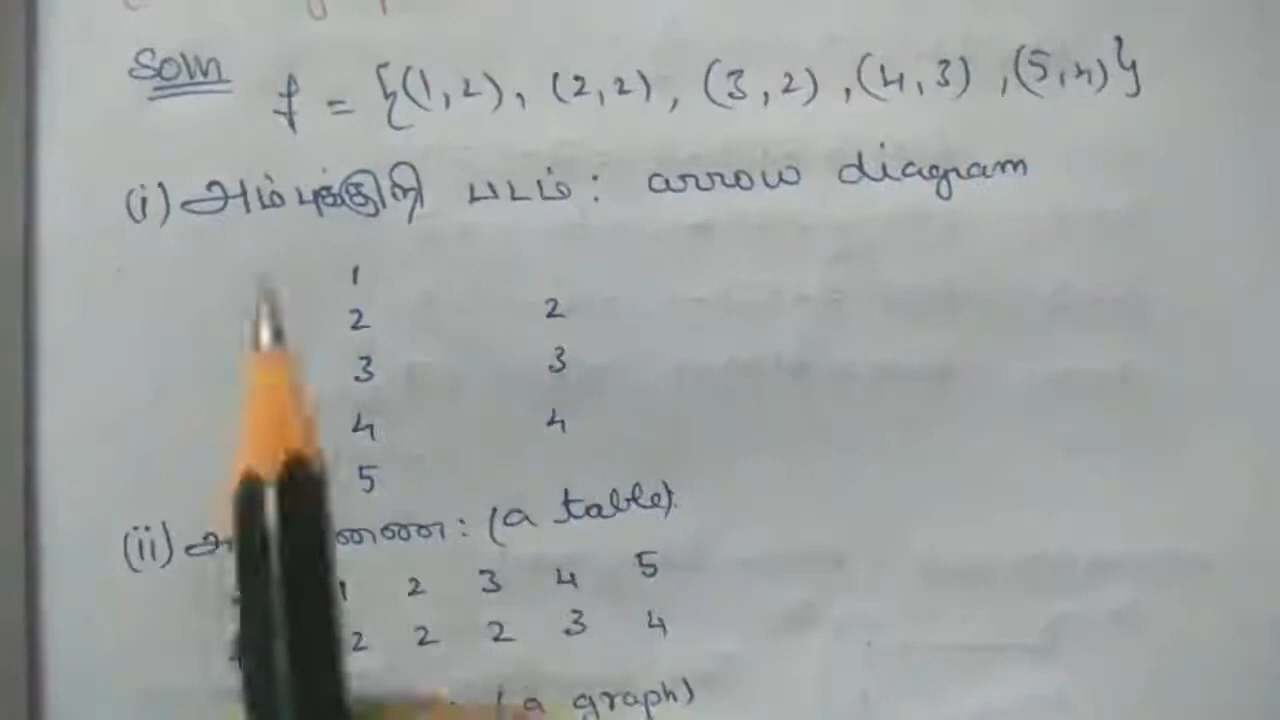 Soln f = {(1,2), (2,2), (3,2), (4,3), (5,4)}
(i) அம்புக்குறி படம் : arrow diagram
1
2 2
3 3
4 4
5
(ii) : (a table)
1 2 3 4 5
2 2 2 3 4
(a graph)